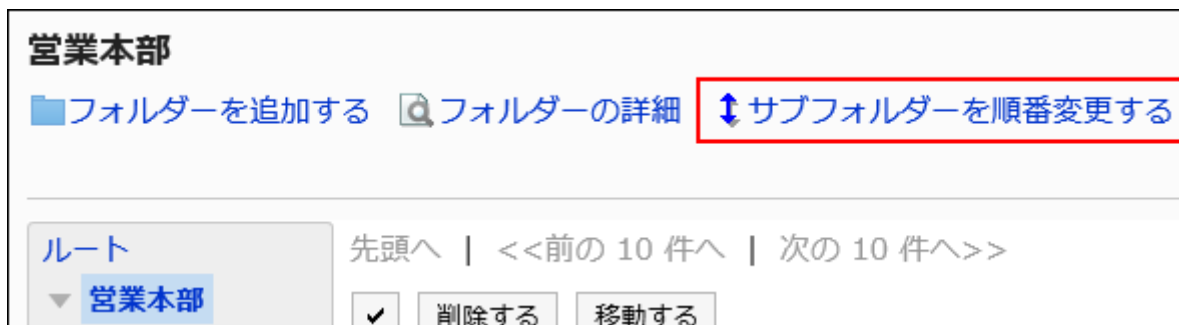 営業本部
フォルダーを追加する フォルダーの詳細 サブフォルダーを順番変更する
ルート
先頭へ | <<前の 10 件へ | 次の 10 件へ>>
営業本部
削除する 移動する